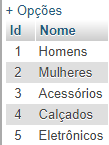 + Opções
Id Nome
1 Homens
2 Mulheres
3 Acessórios
4 Calçados
5 Eletrônicos